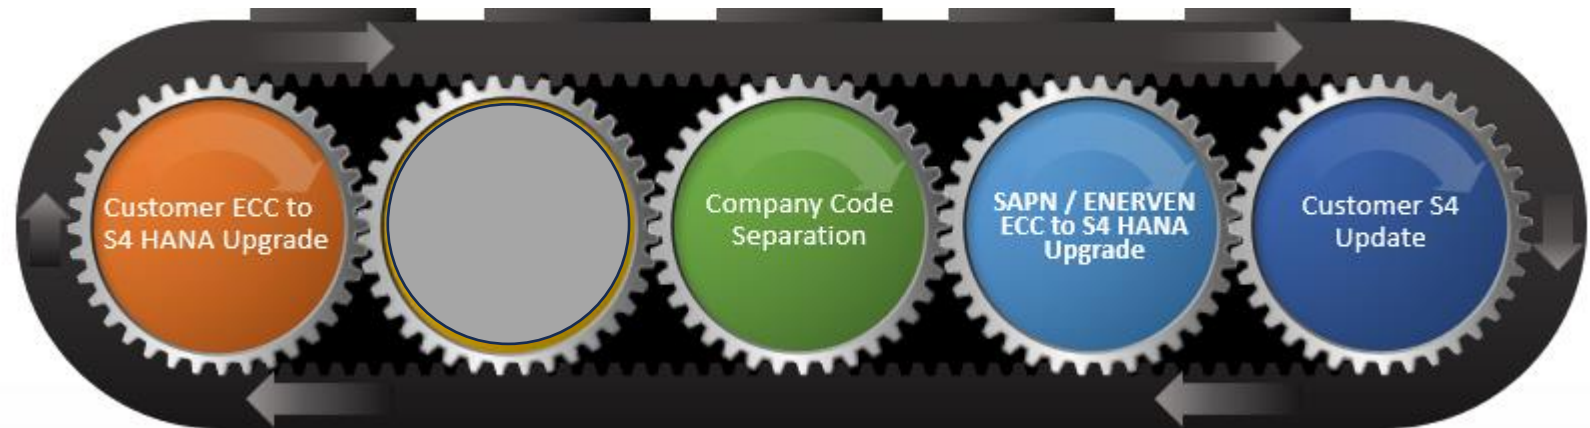 Customer ECC to
S4 HANA Upgrade
Company Code
Separation
SAPN / ENERVEN
ECC to S4 HANA
Upgrade
Customer S4
Update